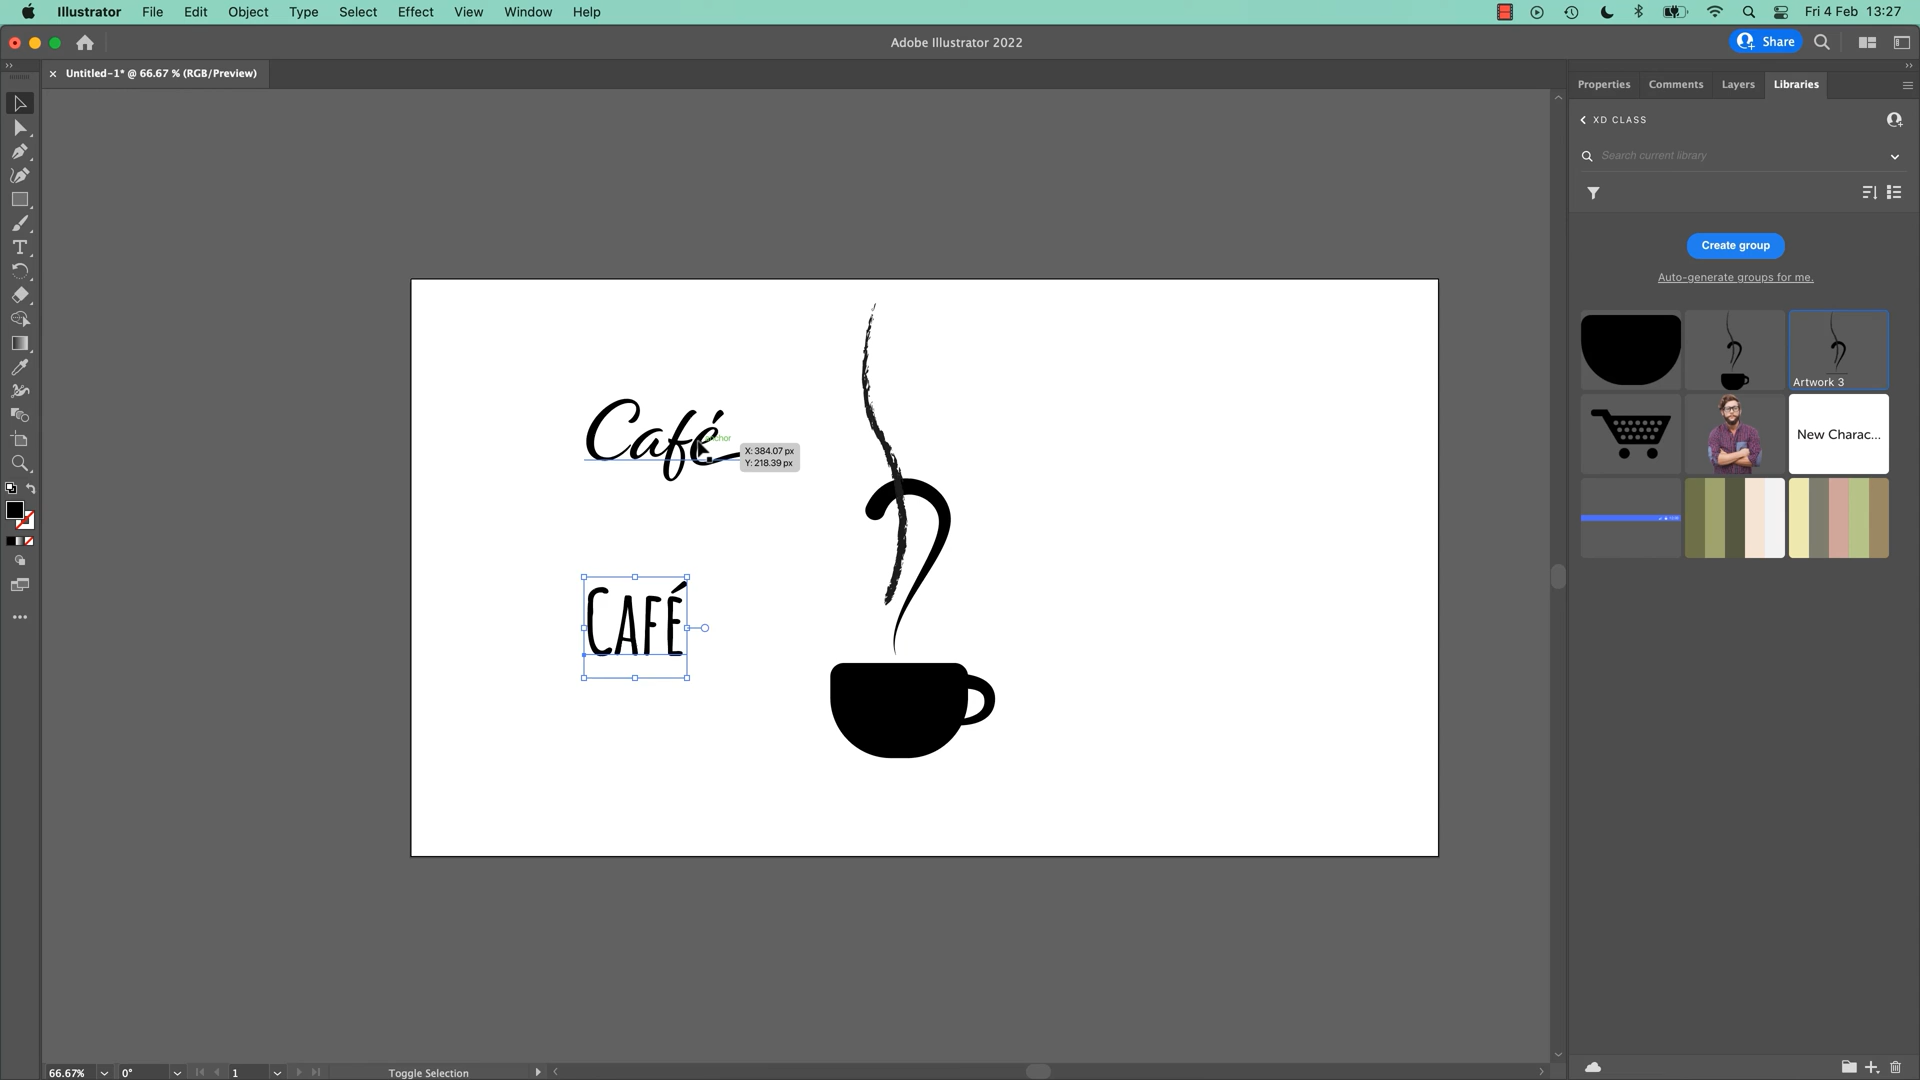 Illustrator File Edit Object Type Select Effect View Window Help
Fri 4 Feb 13:27
Adobe Illustrator 2022
Share
Untitled-1* @ 66.67 % (RGB/Preview)
Properties Comments Layers Libraries
XD CLASS
Search current library
Create group
Auto-generate groups for me.
Artwork 3
New Charac...
Café
anchor
X: 384.07 px
Y: 218.39 px
CAFÉ
66.67% 0° 1 Toggle Selection